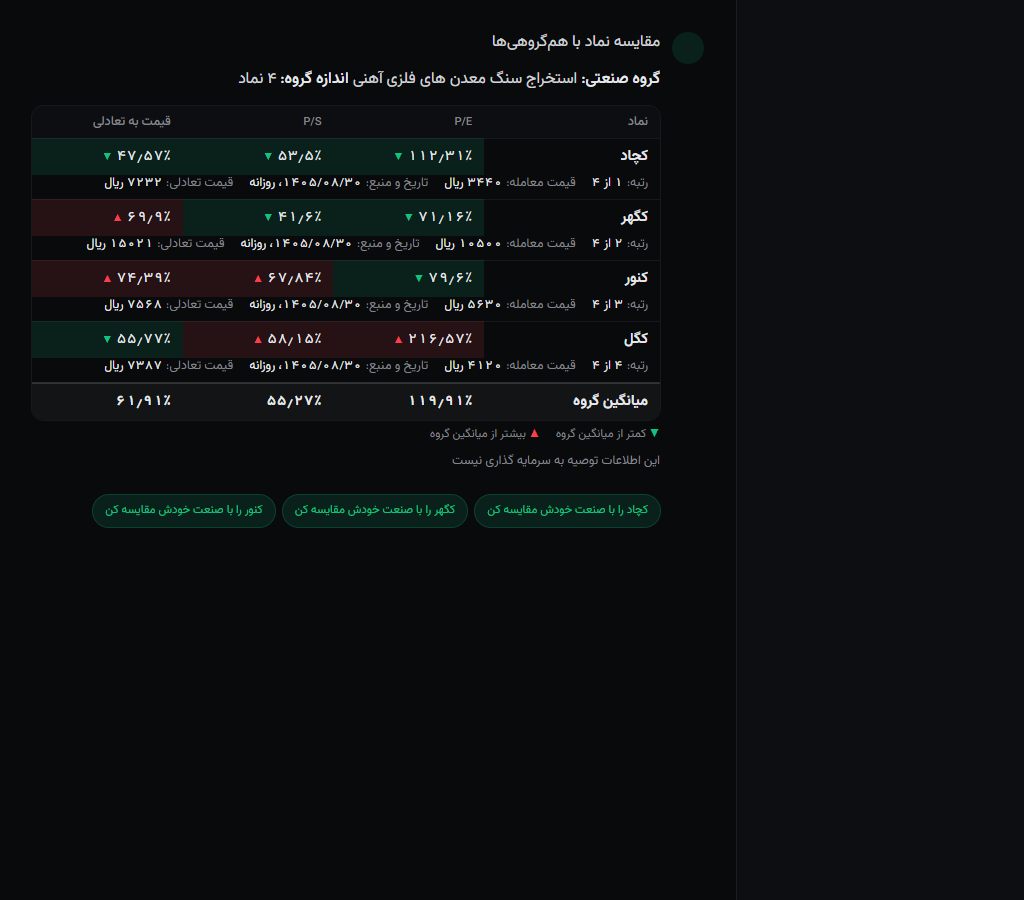 مقایسه نماد با هم‌گروهی‌ها
گروه صنعتی: استخراج سنگ معدن های فلزی آهنی اندازه گروه: ۴ نماد
نماد P/E P/S قیمت به تعادلی
کچاد ۱۱۲٫۳۱٪ ▼ ۵۳٫۵٪ ▼ ۴۷٫۵۷٪ ▼
رتبه: ۱ از ۴ قیمت معامله: ۳۴۴۰ ریال تاریخ و منبع: ۱۴۰۵/۰۸/۳۰، روزانه قیمت تعادلی: ۷۲۳۲ ریال
کگهر ۷۱٫۱۶٪ ▼ ۴۱٫۶٪ ▼ ۶۹٫۹٪ ▲
رتبه: ۲ از ۴ قیمت معامله: ۱۰۵۰۰ ریال تاریخ و منبع: ۱۴۰۵/۰۸/۳۰، روزانه قیمت تعادلی: ۱۵۰۲۱ ریال
کنور ۷۹٫۶٪ ▼ ۶۷٫۸۴٪ ▲ ۷۴٫۳۹٪ ▲
رتبه: ۳ از ۴ قیمت معامله: ۵۶۳۰ ریال تاریخ و منبع: ۱۴۰۵/۰۸/۳۰، روزانه قیمت تعادلی: ۷۵۶۸ ریال
کگل ۲۱۶٫۵۷٪ ▲ ۵۸٫۱۵٪ ▲ ۵۵٫۷۷٪ ▼
رتبه: ۴ از ۴ قیمت معامله: ۴۱۲۰ ریال تاریخ و منبع: ۱۴۰۵/۰۸/۳۰، روزانه قیمت تعادلی: ۷۳۸۷ ریال
میانگین گروه ۱۱۹٫۹۱٪ ۵۵٫۲۷٪ ۶۱٫۹۱٪
▼ کمتر از میانگین گروه ▲ بیشتر از میانگین گروه
این اطلاعات توصیه به سرمایه گذاری نیست
کچاد را با صنعت خودش مقایسه کن کگهر را با صنعت خودش مقایسه کن کنور را با صنعت خودش مقایسه کن